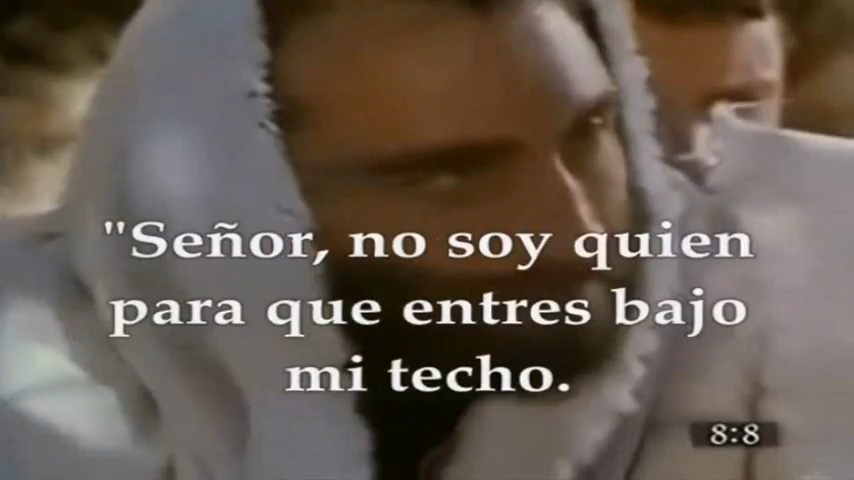 "Señor, no soy quien
para que entres bajo
mi techo.
8:8